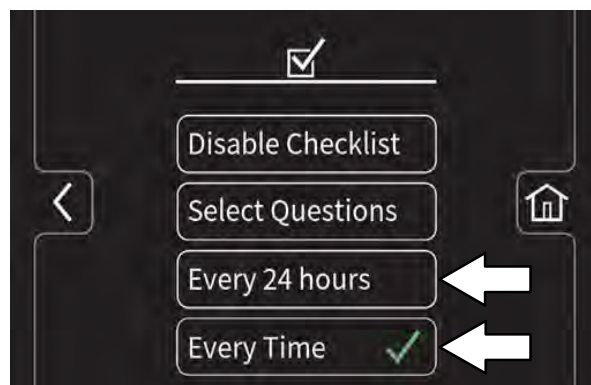 Disable Checklist
Select Questions
Every 24 hours
Every Time